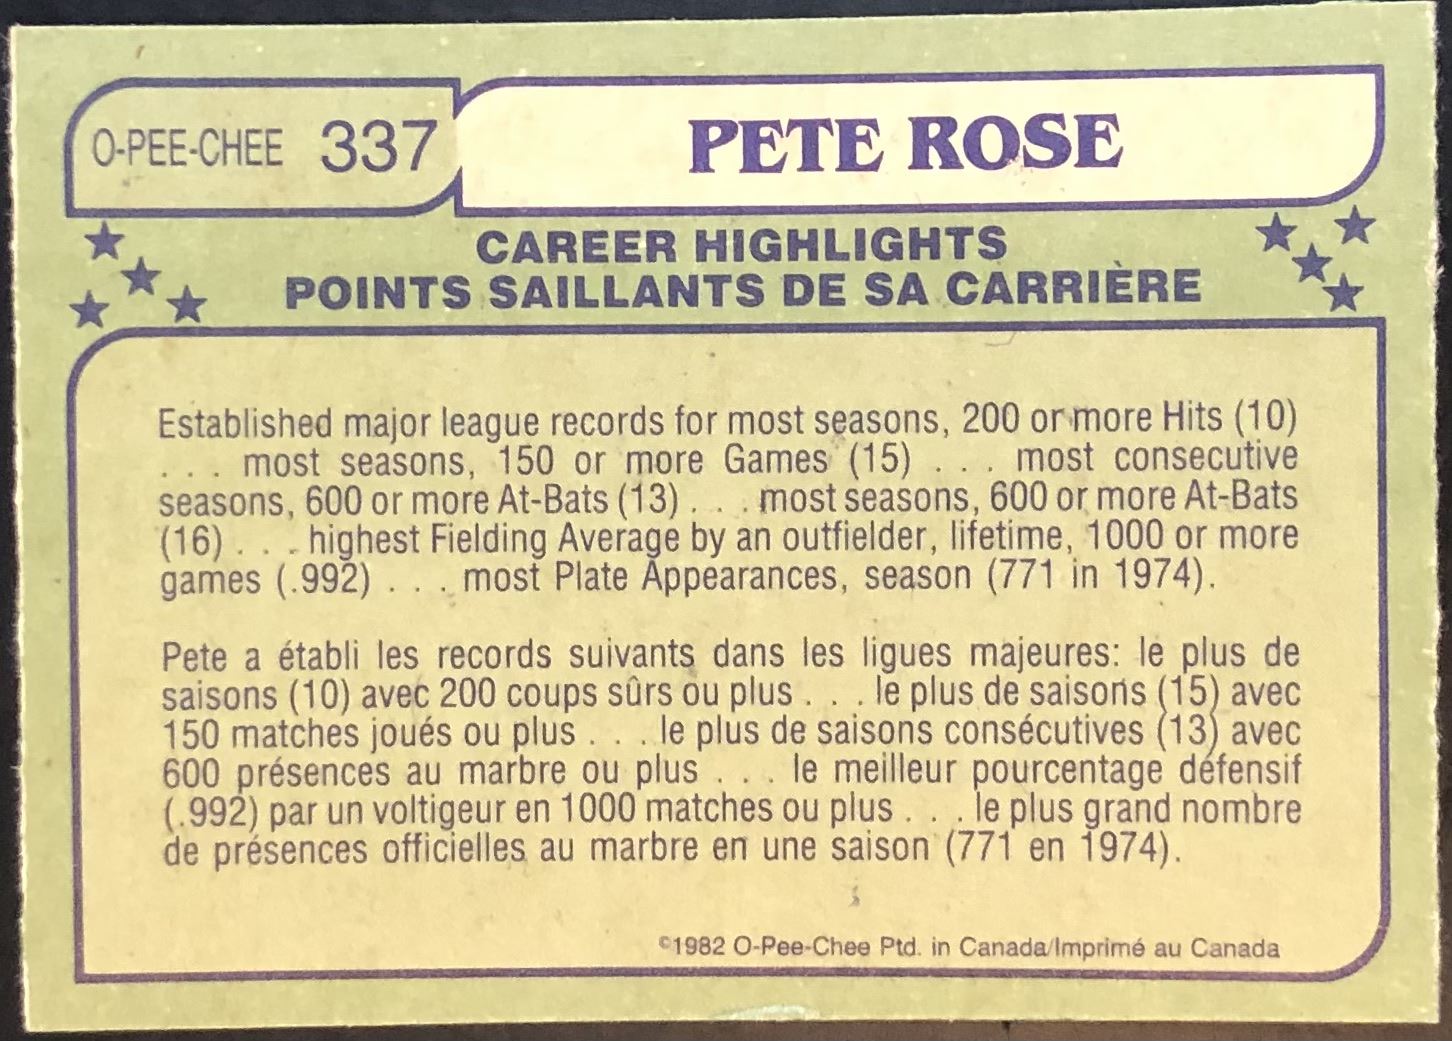 O-PEE-CHEE 337
PETE ROSE
CAREER HIGHLIGHTS
POINTS SAILLANTS DE SA CARRIÈRE
Established major league records for most seasons, 200 or more Hits (10)
. . . most seasons, 150 or more Games (15) . . . most consecutive
seasons, 600 or more At-Bats (13) . . . most seasons, 600 or more At-Bats
(16) . . . highest Fielding Average by an outfielder, lifetime, 1000 or more
games (.992) . . . most Plate Appearances, season (771 in 1974).
Pete a établi les records suivants dans les ligues majeures: le plus de
saisons (10) avec 200 coups sûrs ou plus . . . le plus de saisons (15) avec
150 matches joués ou plus . . . le plus de saisons consécutives (13) avec
600 présences au marbre ou plus . . . le meilleur pourcentage défensif
(.992) par un voltigeur en 1000 matches ou plus . . . le plus grand nombre
de présences officielles au marbre en une saison (771 en 1974).
©1982 O-Pee-Chee Ptd. in Canada/Imprimé au Canada